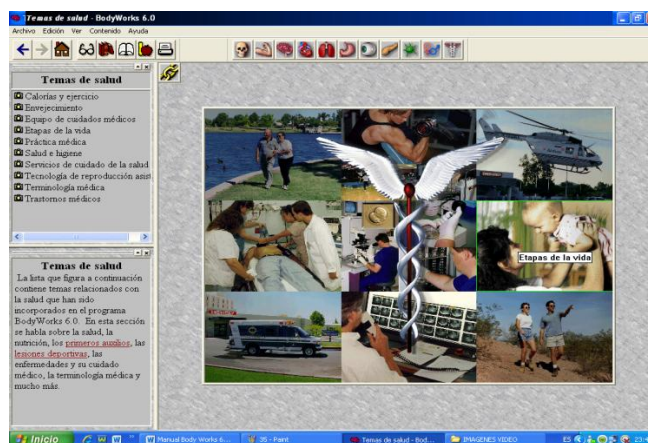 Temas de salud - BodyWorks 6.0
Archivo Edición Ver Contenido Ayuda
Temas de salud
Calorías y ejercicio
Envejecimiento
Equipo de cuidados médicos
Etapas de la vida
Práctica médica
Salud e higiene
Servicios de cuidado de la salud
Tecnología de reproducción asist
Terminología médica
Trastornos médicos
Etapas de la vida
Temas de salud
La lista que figura a continuación
contiene temas relacionados con
la salud que han sido
incorporados en el programa
BodyWorks 6.0. En esta sección
se habla sobre la salud, la
nutrición, los primeros auxilios, las
lesiones deportivas, las
enfermedades y su cuidado
médico, la terminología médica y
mucho más.
Inicio Manual Body Works 6... 35 - Paint Temas de salud - Bod... IMAGENES VIDEO ES